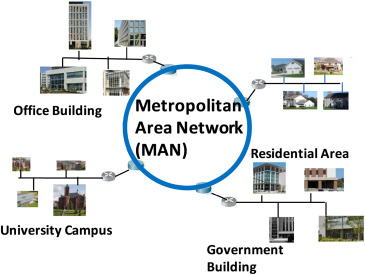 Office Building
Metropolitan
Area Network
(MAN)
Residential Area
University Campus
Government
Building